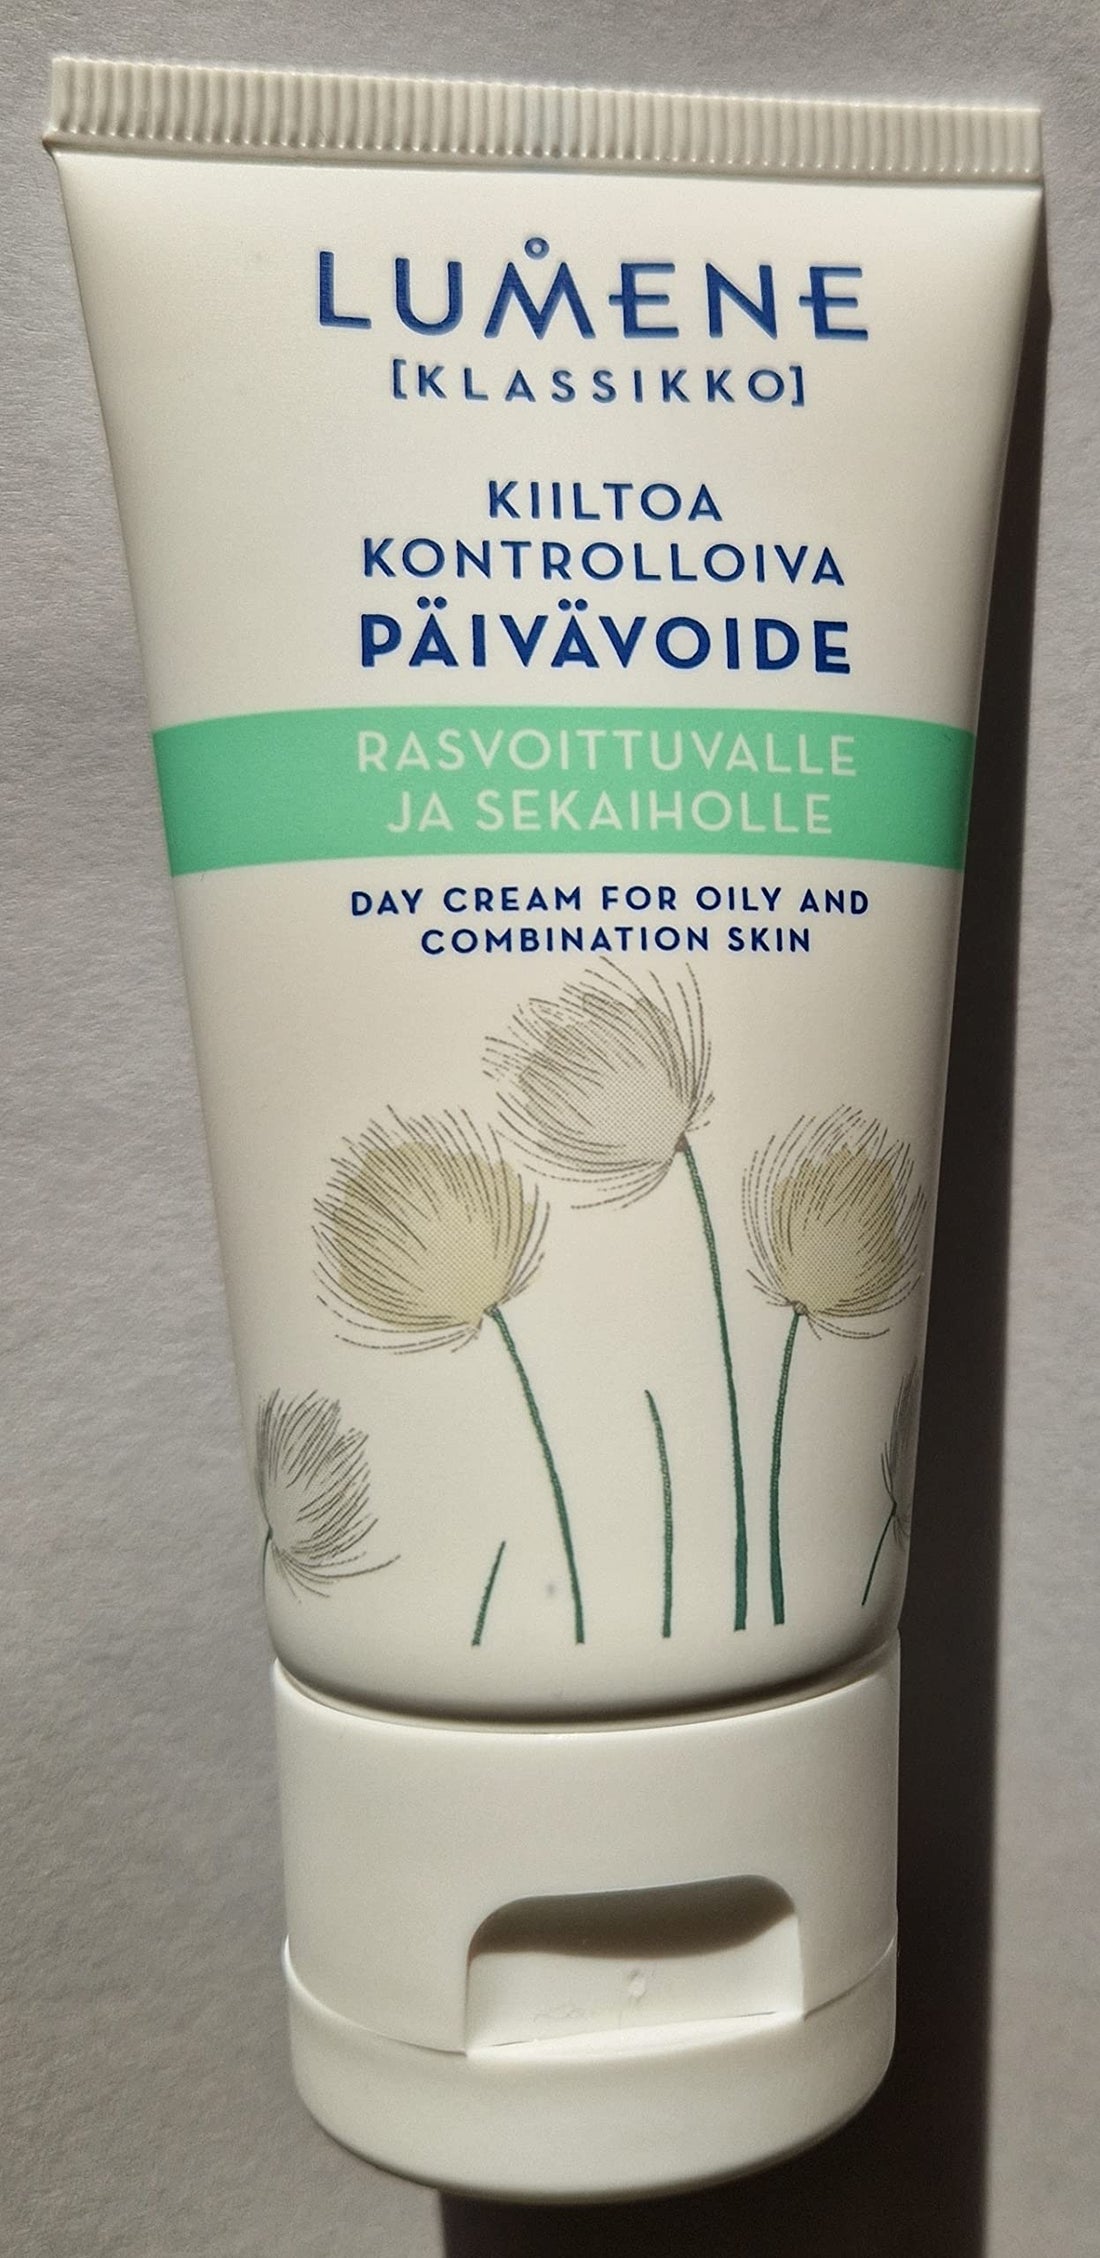 LUMENE
[KLASSIKKO]
KIILTOA
KONTROLLOIVA
PÄIVÄVOIDE
RASVOITTUVALLE
JA SEKAIHOLLE
DAY CREAM FOR OILY AND
COMBINATION SKIN